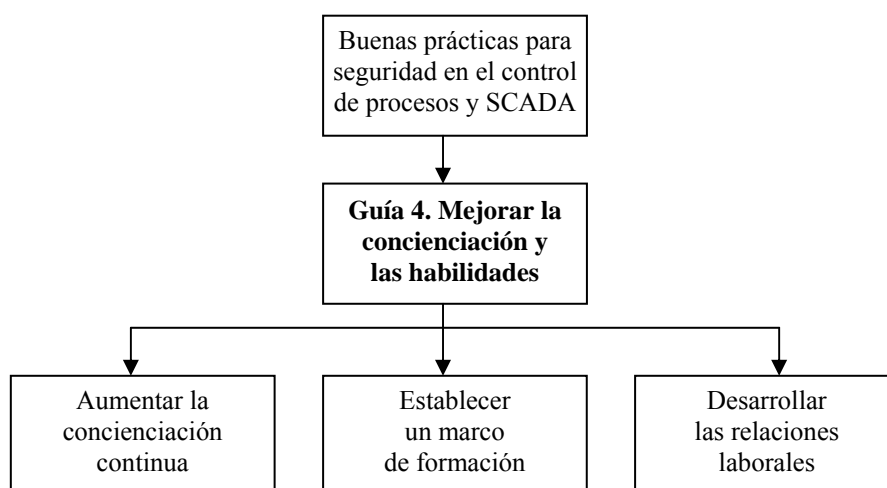 Buenas prácticas para
seguridad en el control
de procesos y SCADA
Guía 4. Mejorar la
concienciación y
las habilidades
Aumentar la
concienciación
continua
Establecer
un marco
de formación
Desarrollar
las relaciones
laborales